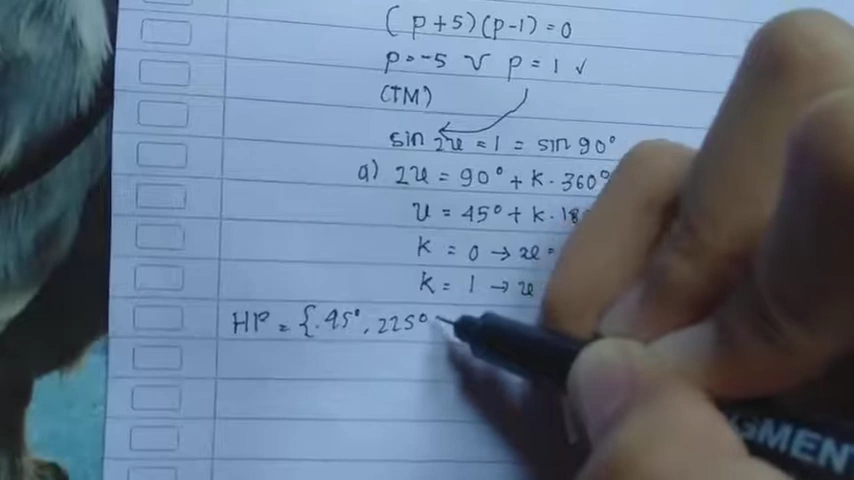 (p+5)(p-1)=0
p=-5 ∨ p=1 ✓
(TM)
sin 2x = 1 = sin 90°
a) 2x = 90° + k. 360°
x = 45° + k. 18
k = 0 → x =
k = 1 → x
HP = {45°, 225°
GMEN